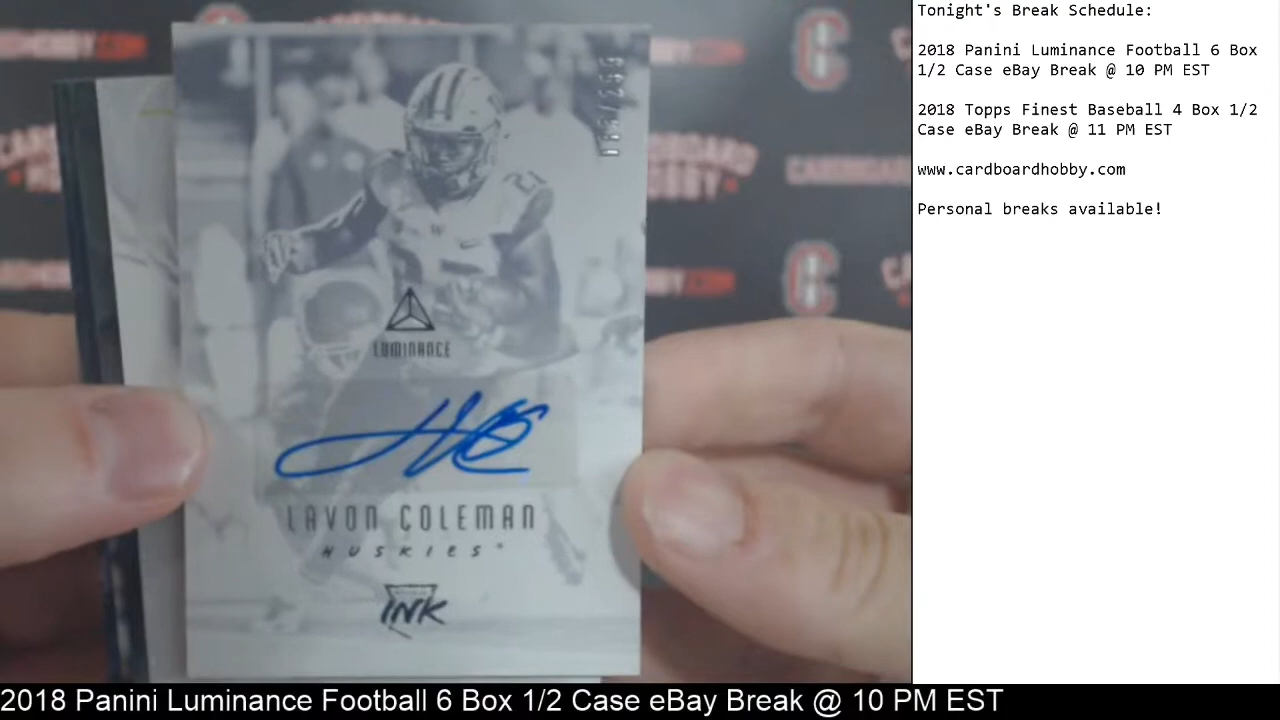 Tonight's Break Schedule:
2018 Panini Luminance Football 6 Box
1/2 Case eBay Break @ 10 PM EST
2018 Topps Finest Baseball 4 Box 1/2
Case eBay Break @ 11 PM EST
www.cardboardhobby.com
Personal breaks available!
LUMINANCE
LAVON COLEMAN
HUSKIES
INK
CARDBOARD
HOBBY
2018 Panini Luminance Football 6 Box 1/2 Case eBay Break @ 10 PM EST